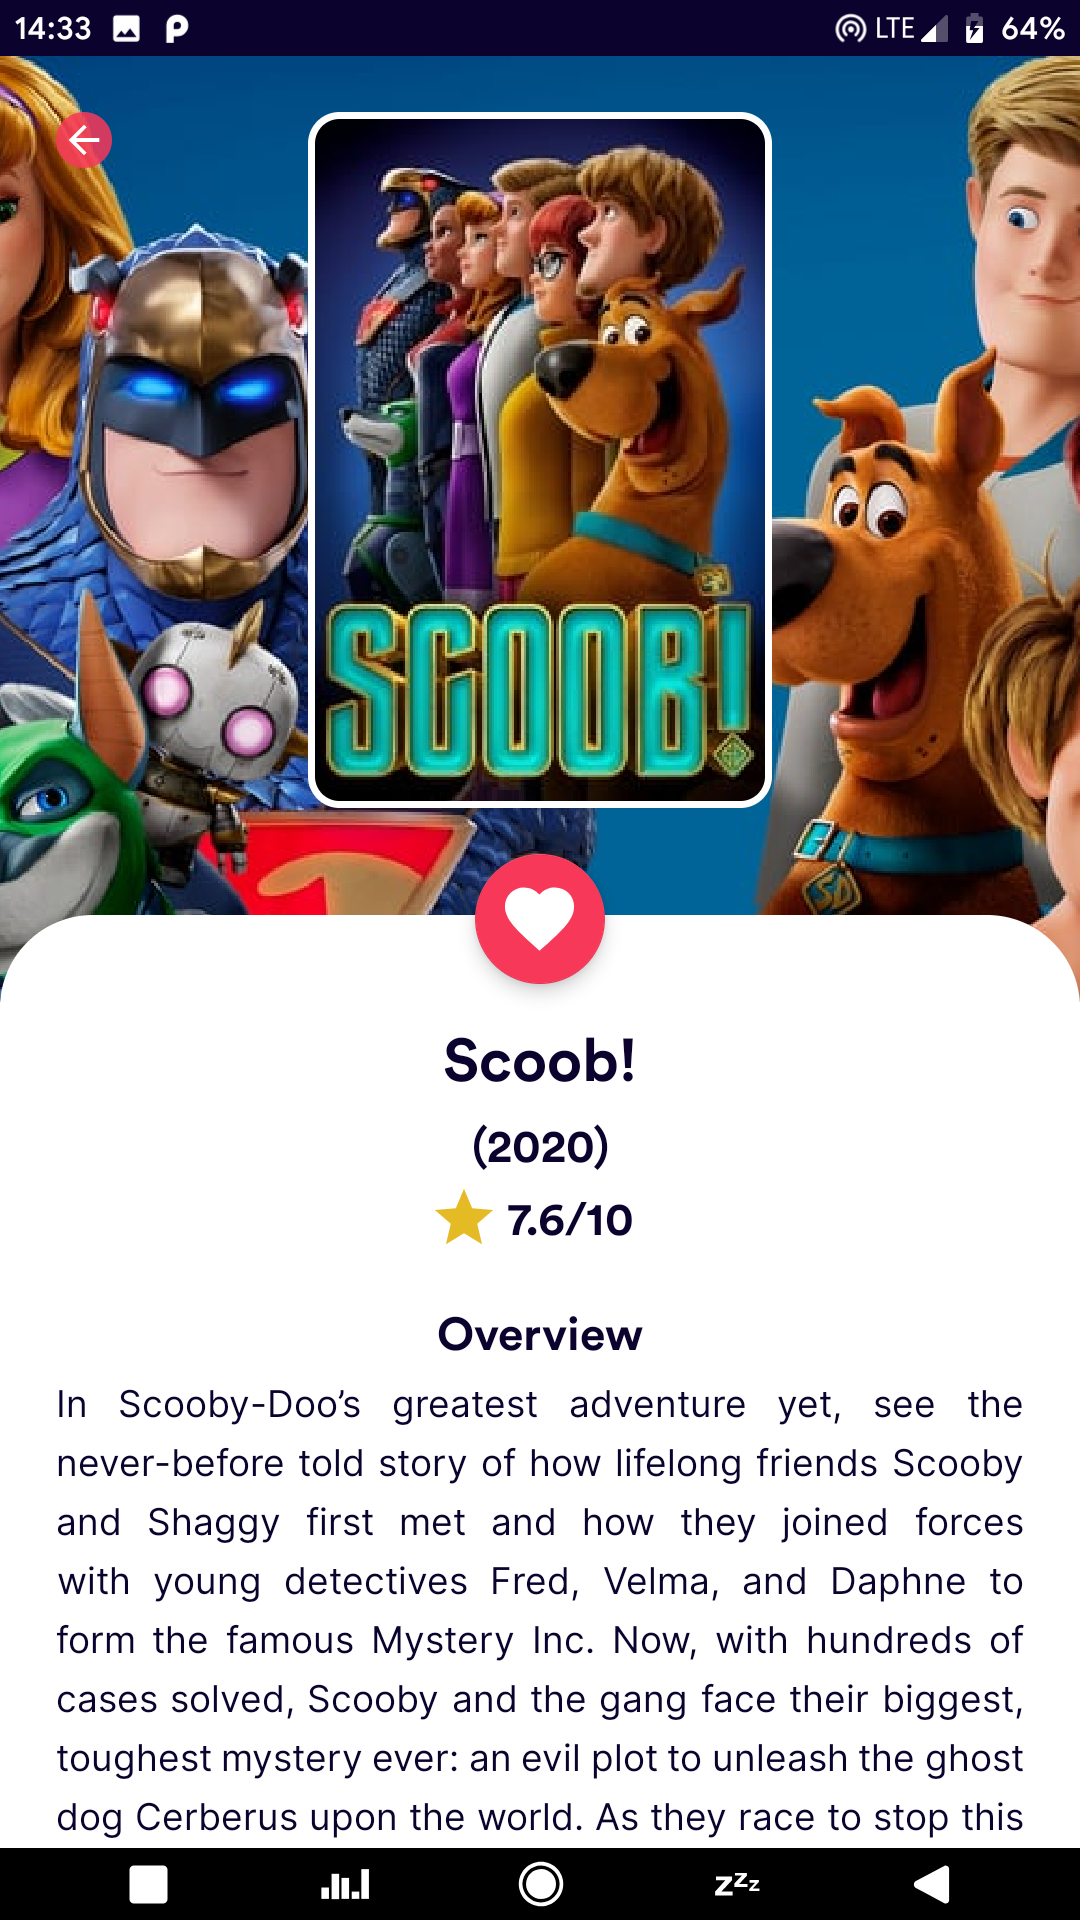 14:33 LTE 64%
SCOOB!
SD
Scoob!
(2020)
7.6/10
Overview
In Scooby-Doo’s greatest adventure yet, see the
never-before told story of how lifelong friends Scooby
and Shaggy first met and how they joined forces
with young detectives Fred, Velma, and Daphne to
form the famous Mystery Inc. Now, with hundreds of
cases solved, Scooby and the gang face their biggest,
toughest mystery ever: an evil plot to unleash the ghost
dog Cerberus upon the world. As they race to stop this
zzz